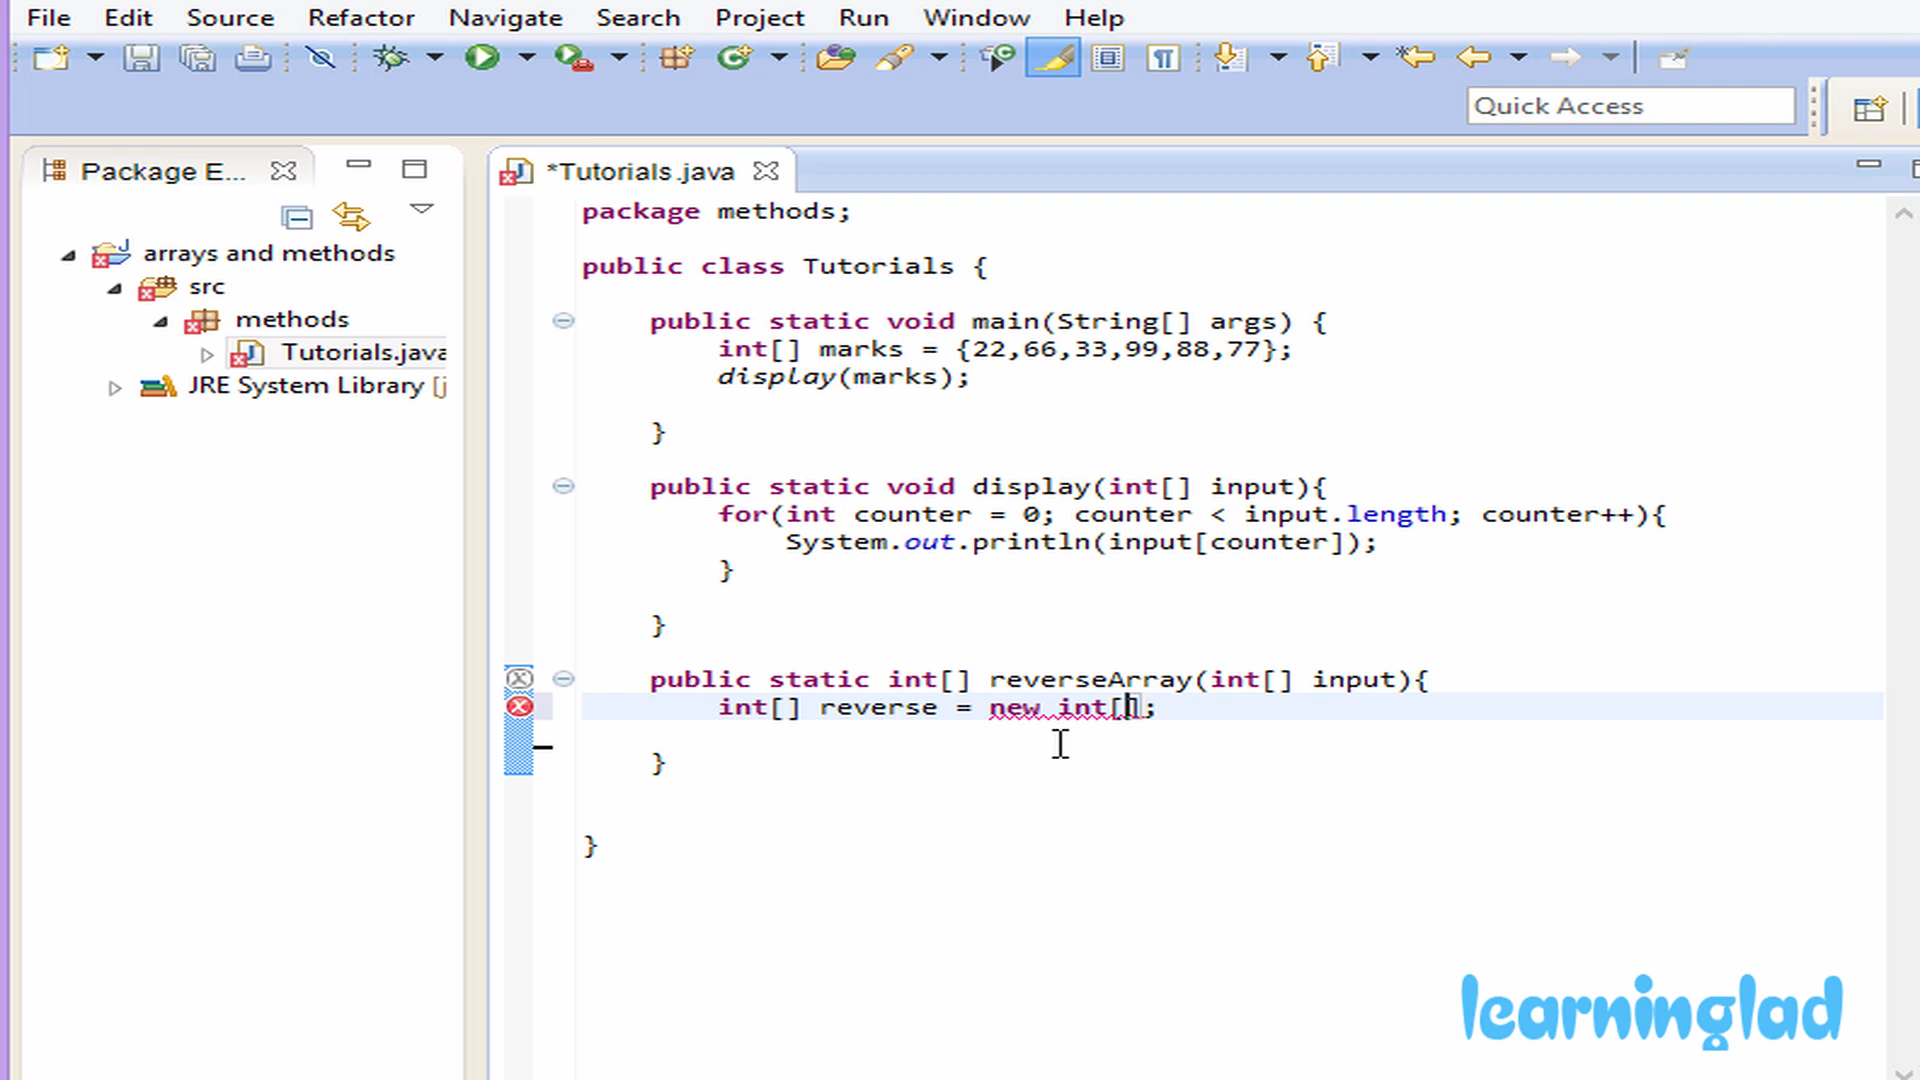 File Edit Source Refactor Navigate Search Project Run Window Help
Quick Access
Package E...
*Tutorials.java
arrays and methods
src
methods
Tutorials.java
JRE System Library [j
package methods;
public class Tutorials {
public static void main(String[] args) {
int[] marks = {22,66,33,99,88,77};
display(marks);
}
public static void display(int[] input){
for(int counter = 0; counter < input.length; counter++){
System.out.println(input[counter]);
}
}
public static int[] reverseArray(int[] input){
int[] reverse = new int[];
}
}
learninglad